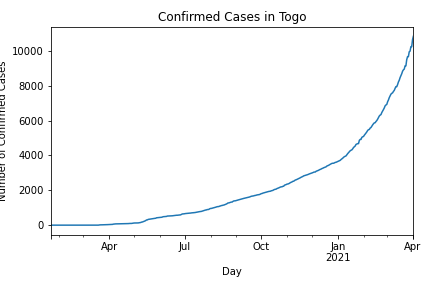 Confirmed Cases in Togo
Number of Confirmed Cases
10000
8000
6000
4000
2000
0
Apr
Jul
Oct
Jan
2021
Apr
Day